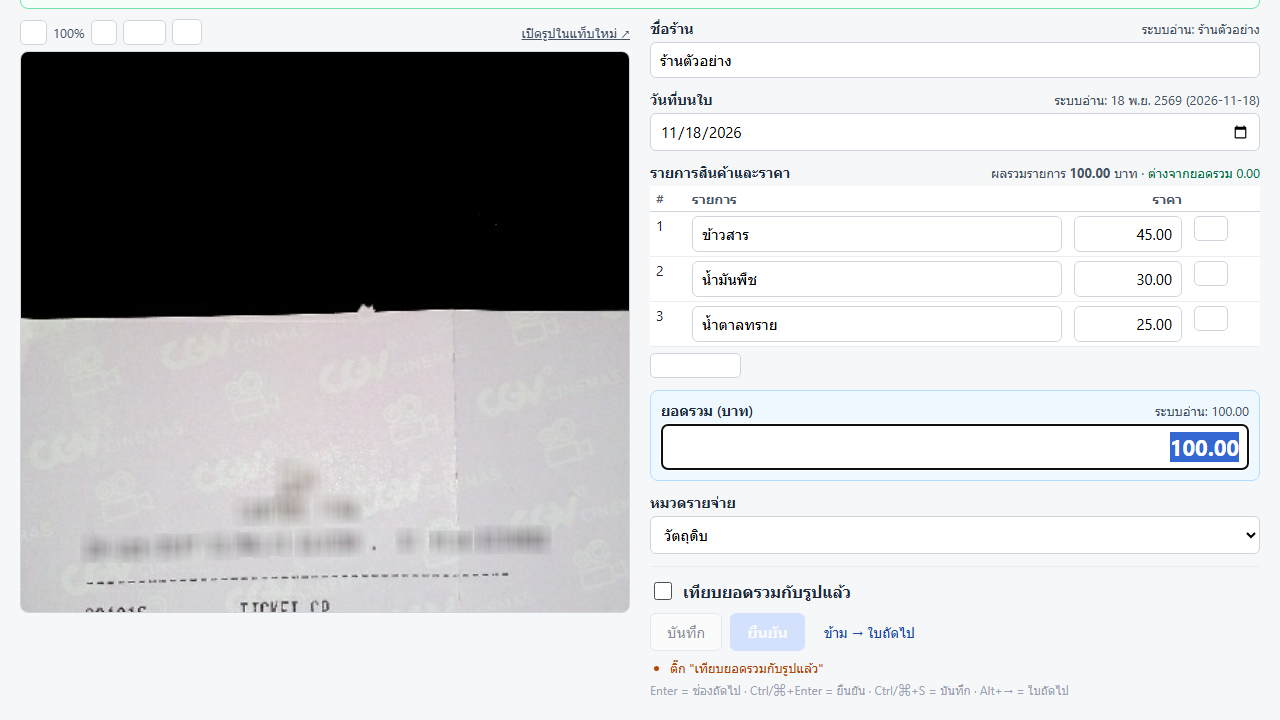 100%
เปิดรูปในแท็บใหม่ ↗
CGV CINEMAS
TICKET CP
ชื่อร้าน
ระบบอ่าน: ร้านตัวอย่าง
ร้านตัวอย่าง
วันที่บนใบ
ระบบอ่าน: 18 พ.ย. 2569 (2026-11-18)
11/18/2026
รายการสินค้าและราคา
ผลรวมรายการ 100.00 บาท · ต่างจากยอดรวม 0.00
# รายการ ราคา
1 ข้าวสาร 45.00
2 น้ำมันพืช 30.00
3 น้ำตาลทราย 25.00
ยอดรวม (บาท)
ระบบอ่าน: 100.00
100.00
หมวดรายจ่าย
วัตถุดิบ
เทียบยอดรวมกับรูปแล้ว
บันทึก ยืนยัน ข้าม → ใบถัดไป
ติ๊ก "เทียบยอดรวมกับรูปแล้ว"
Enter = ช่องถัดไป · Ctrl/⌘+Enter = ยืนยัน · Ctrl/⌘+S = บันทึก · Alt+→ = ใบถัดไป